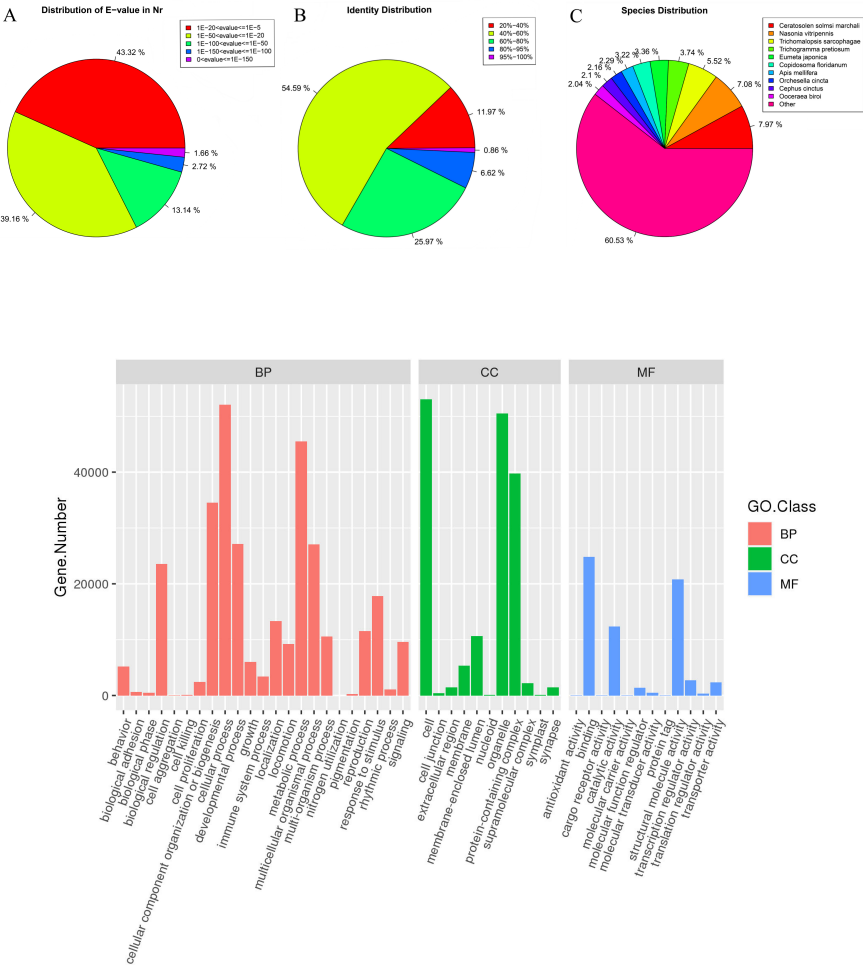 A
Distribution of E-value in Nr
1E-20<evalue<=1E-5
1E-50<evalue<=1E-20
1E-100<evalue<=1E-50
1E-150<evalue<=1E-100
0<evalue<=1E-150
43.32 %
39.16 %
13.14 %
2.72 %
1.66 %
B
Identity Distribution
20%~40%
40%~60%
60%~80%
80%~95%
95%~100%
54.59 %
11.97 %
0.86 %
6.62 %
25.97 %
C
Species Distribution
Ceratosolen solmsi marchali
Nasonia vitripennis
Trichomalopsis sarcophagae
Trichogramma pretiosum
Eumeta japonica
Copidosoma floridanum
Apis mellifera
Orchesella cincta
Cephus cinctus
Ooceraea biroi
Other
3.74 %
3.36 %
3.22 %
2.29 %
2.16 %
2.1 %
2.04 %
5.52 %
7.08 %
7.97 %
60.53 %
BP
CC
MF
Gene.Number
40000
20000
0
GO.Class
BP
CC
MF
behavior
biological adhesion
biological phase
biological regulation
cell aggregation
cell killing
cell proliferation
cellular component organization or biogenesis
cellular process
developmental process
growth
immune system process
localization
locomotion
metabolic process
multicellular organismal process
multi-organism process
nitrogen utilization
pigmentation
reproduction
response to stimulus
rhythmic process
signaling
cell
cell junction
extracellular region
membrane
membrane-enclosed lumen
nucleoid
organelle
protein-containing complex
supramolecular complex
symplast
synapse
antioxidant activity
binding
cargo receptor activity
catalytic activity
molecular carrier activity
molecular function regulator
molecular transducer activity
protein tag
structural molecule activity
transcription regulator activity
translation regulator activity
transporter activity